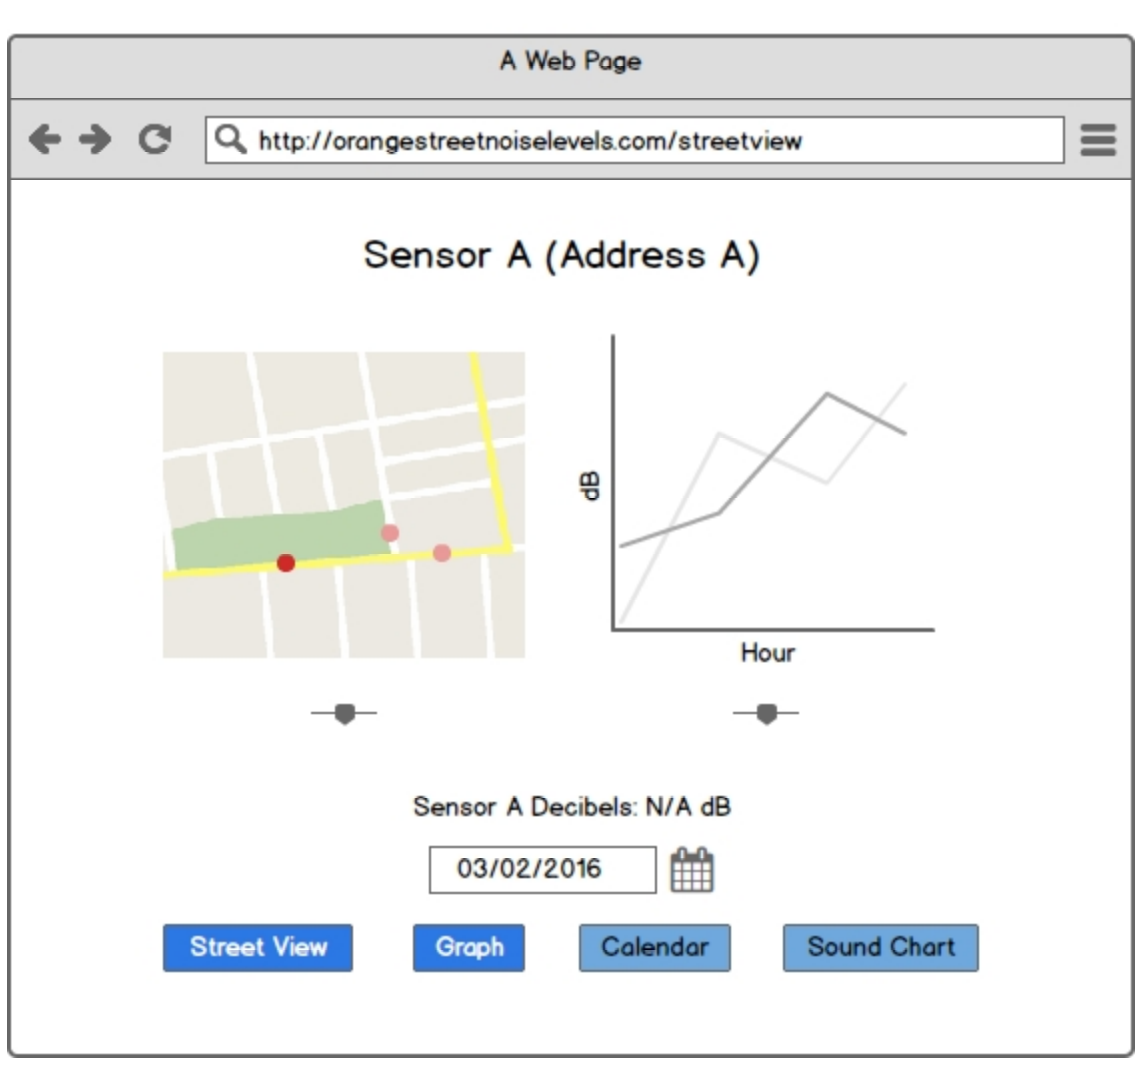 A Web Page
http://orangestreetnoiselevels.com/streetview
Sensor A (Address A)
dB
Hour
Sensor A Decibels: N/A dB
03/02/2016
Street View
Graph
Calendar
Sound Chart